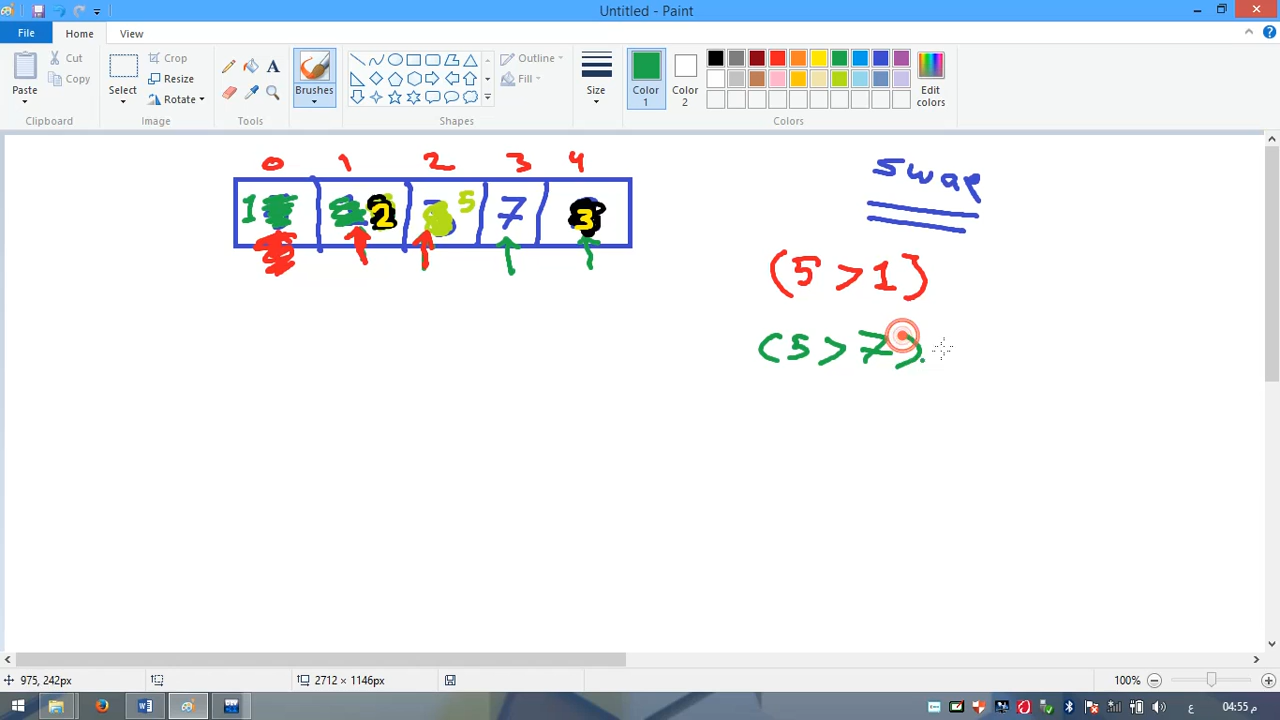 Untitled - Paint
File Home View
Paste Cut Copy Clipboard
Select Crop Resize Rotate Image
A Tools
Brushes
Outline Fill Shapes
Size
Color 1 Color 2
Edit colors
Colors
0 1 2 3 4
1 2 5 7 3
swap
(5 > 1)
(5 > 7).
975, 242px
2712 × 1146px
100%
ع
04:55 م